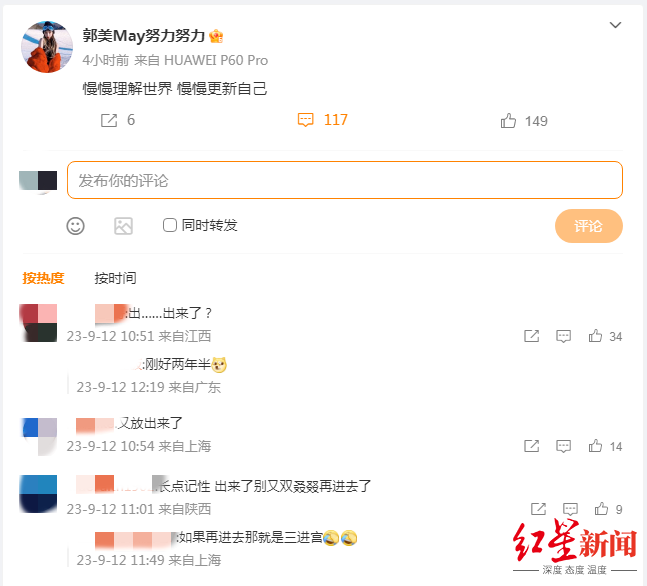 郭美May努力努力
4小时前 来自 HUAWEI P60 Pro
慢慢理解世界 慢慢更新自己
6 117 149
发布你的评论
同时转发 评论
按热度 按时间
:出......出来了？
23-9-12 10:51 来自江西 34
:刚好两年半
23-9-12 12:19 来自广东
又放出来了
23-9-12 10:54 来自上海 14
长点记性 出来了别又双叒叕再进去了
23-9-12 11:01 来自陕西 9
:如果再进去那就是三进宫
23-9-12 11:49 来自上海
红星新闻
深度 态度 温度